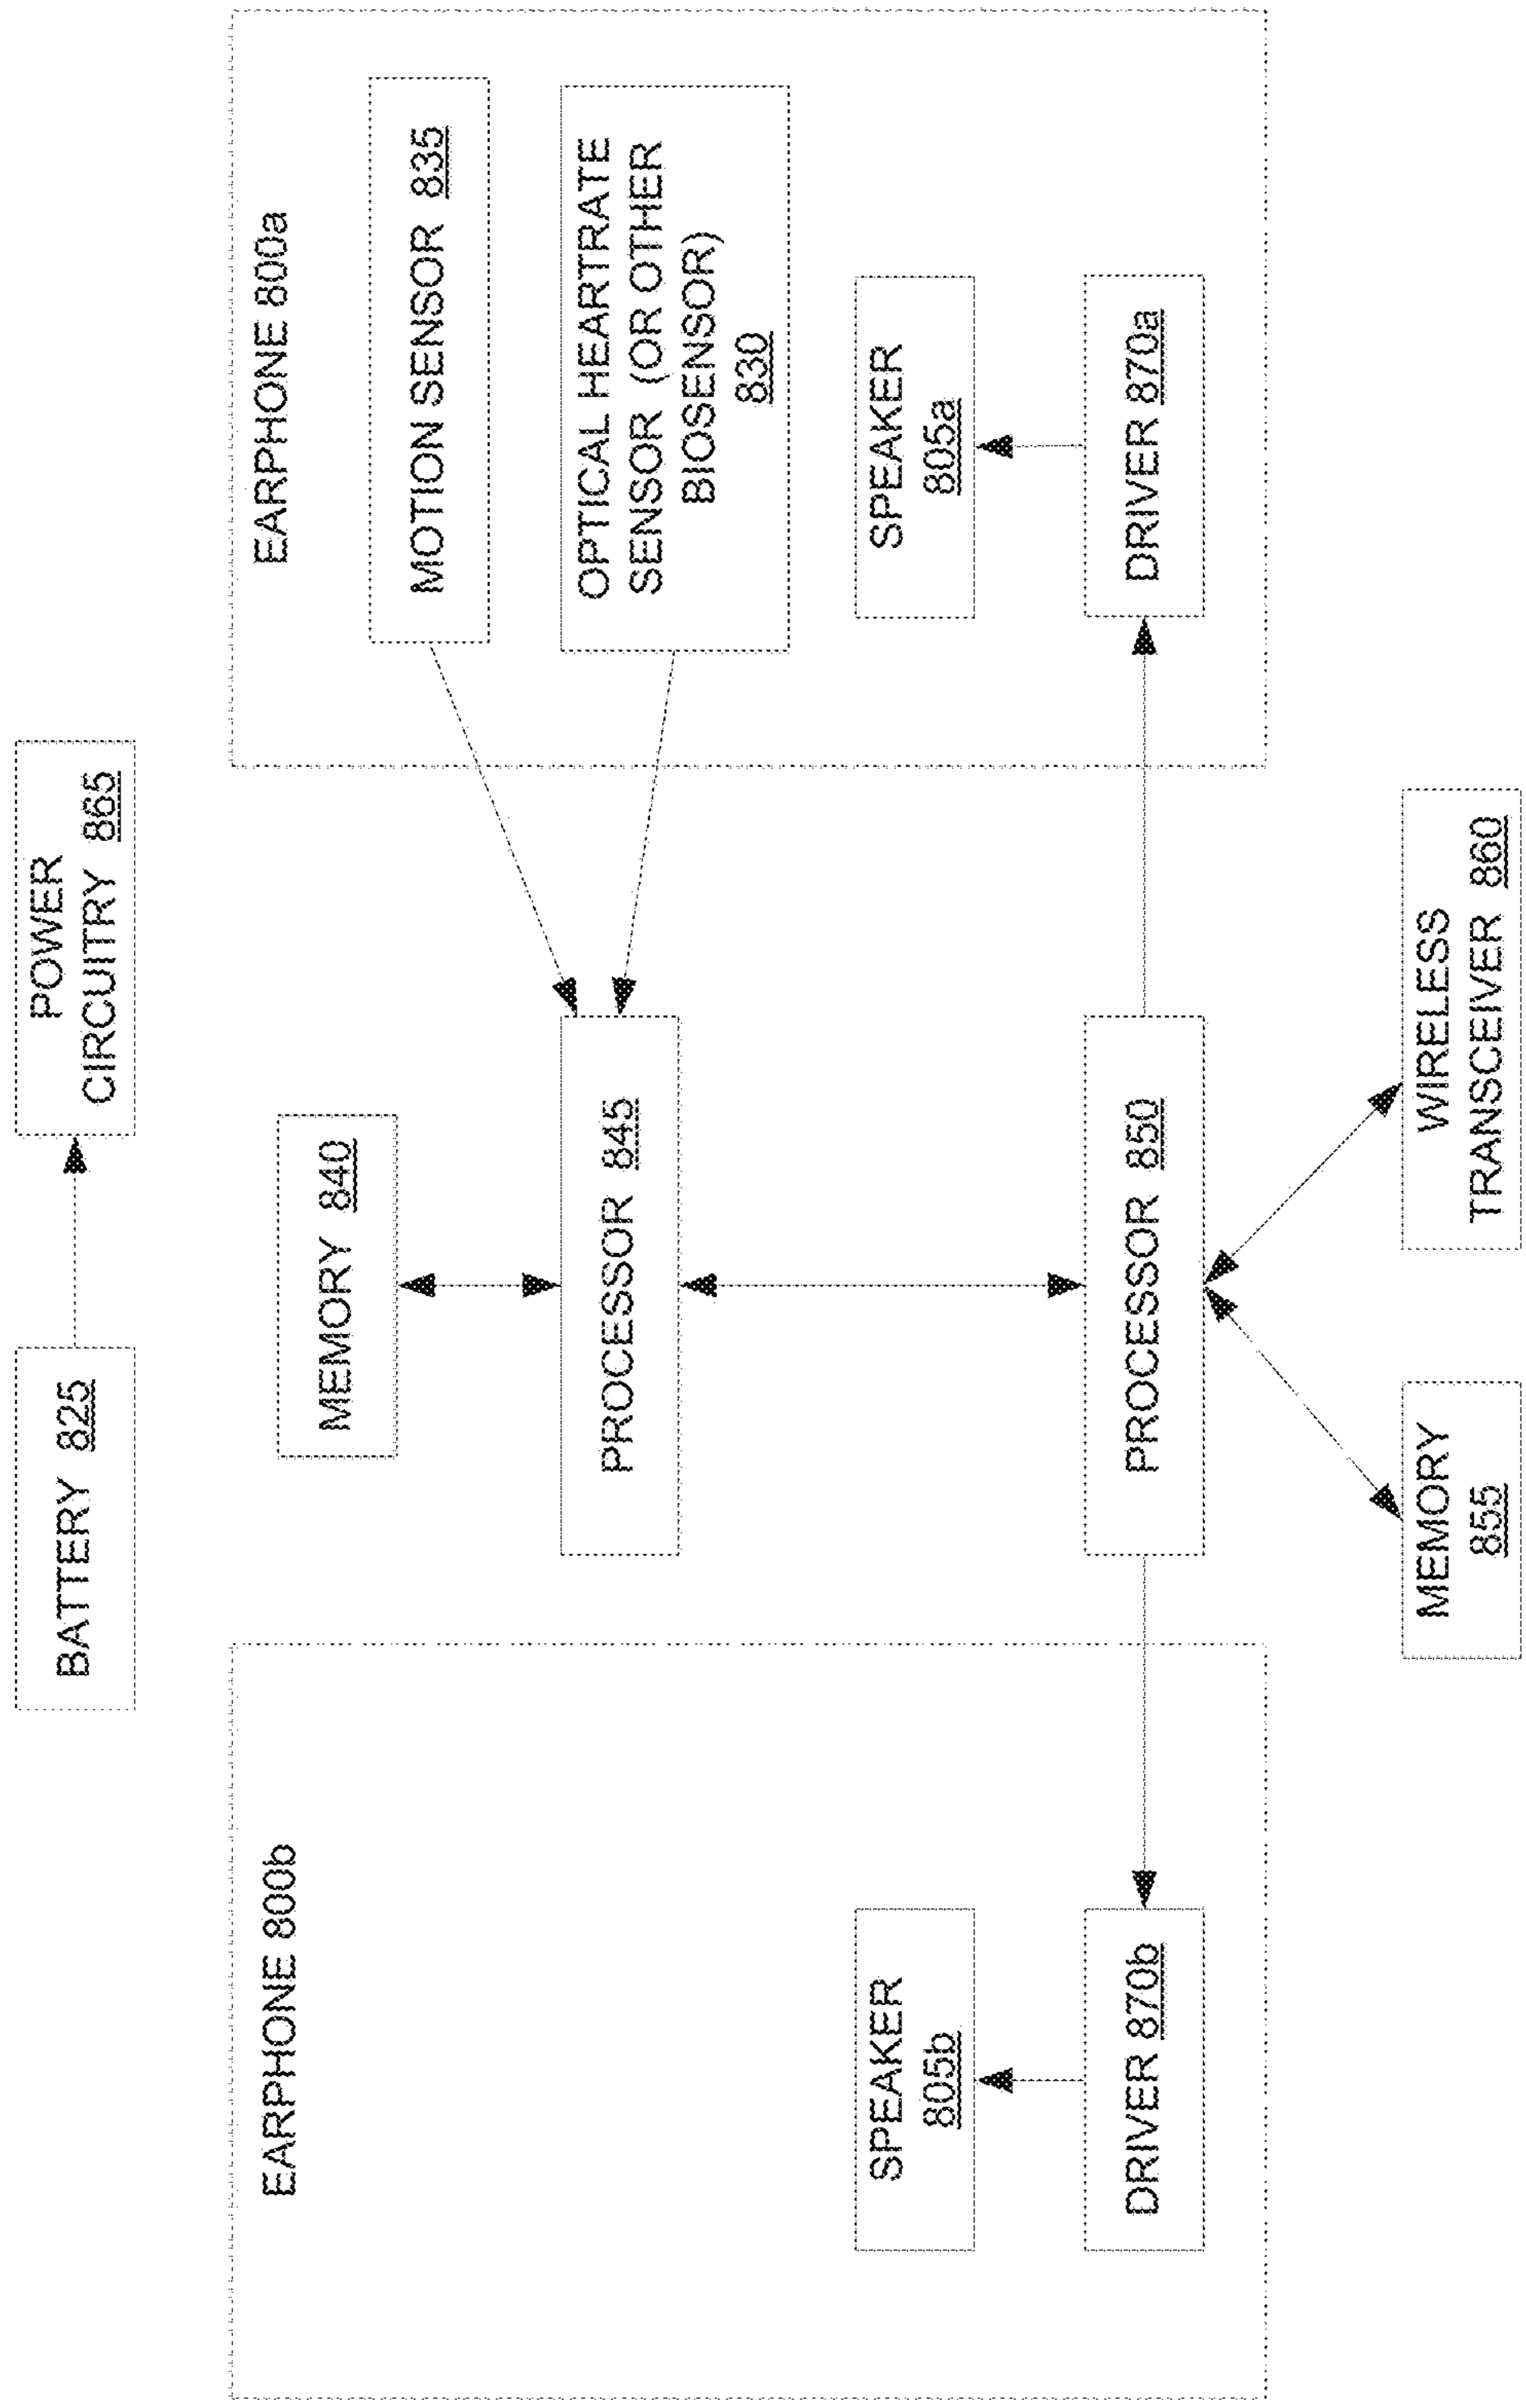 BATTERY 825
POWER
CIRCUITRY 865
EARPHONE 800b
SPEAKER
805b
DRIVER 870b
MEMORY 840
PROCESSOR 845
PROCESSOR 850
MEMORY
855
WIRELESS
TRANSCEIVER 860
EARPHONE 800a
MOTION SENSOR 835
OPTICAL HEARTRATE
SENSOR (OR OTHER
BIOSENSOR)
830
SPEAKER
805a
DRIVER 870a